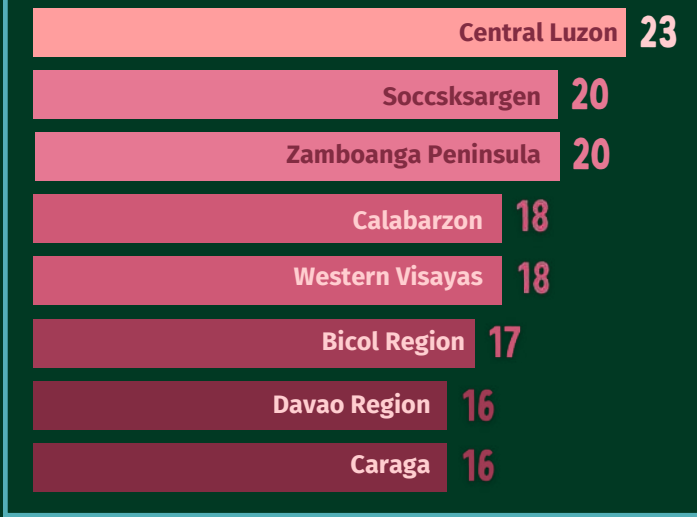 Central Luzon 23
Soccsksargen 20
Zamboanga Peninsula 20
Calabarzon 18
Western Visayas 18
Bicol Region 17
Davao Region 16
Caraga 16